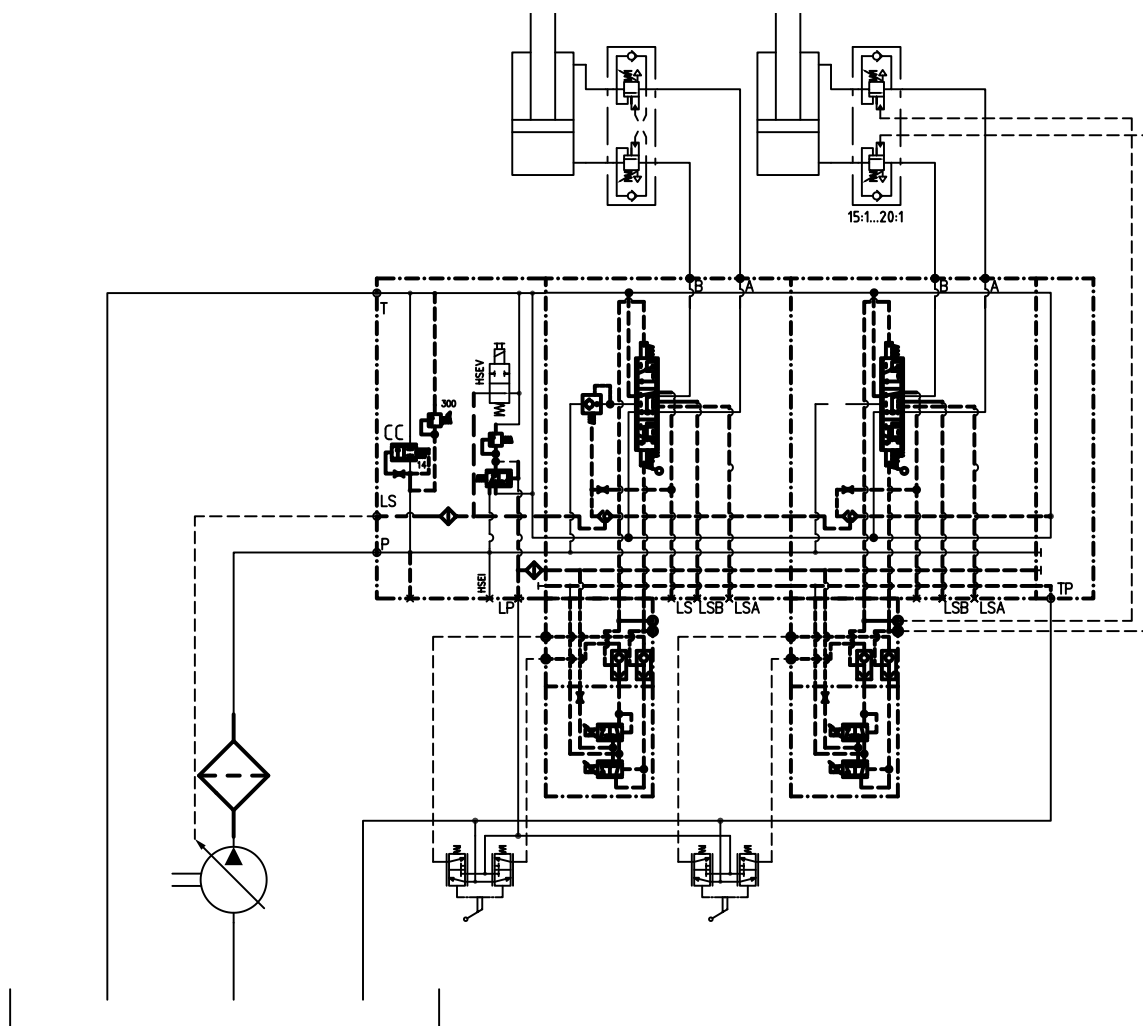 15:1...20:1
B A B A
T
HSEV
300
CC
14
LS
P
HSEI
LP LS LSB LSA LSB LSA TP